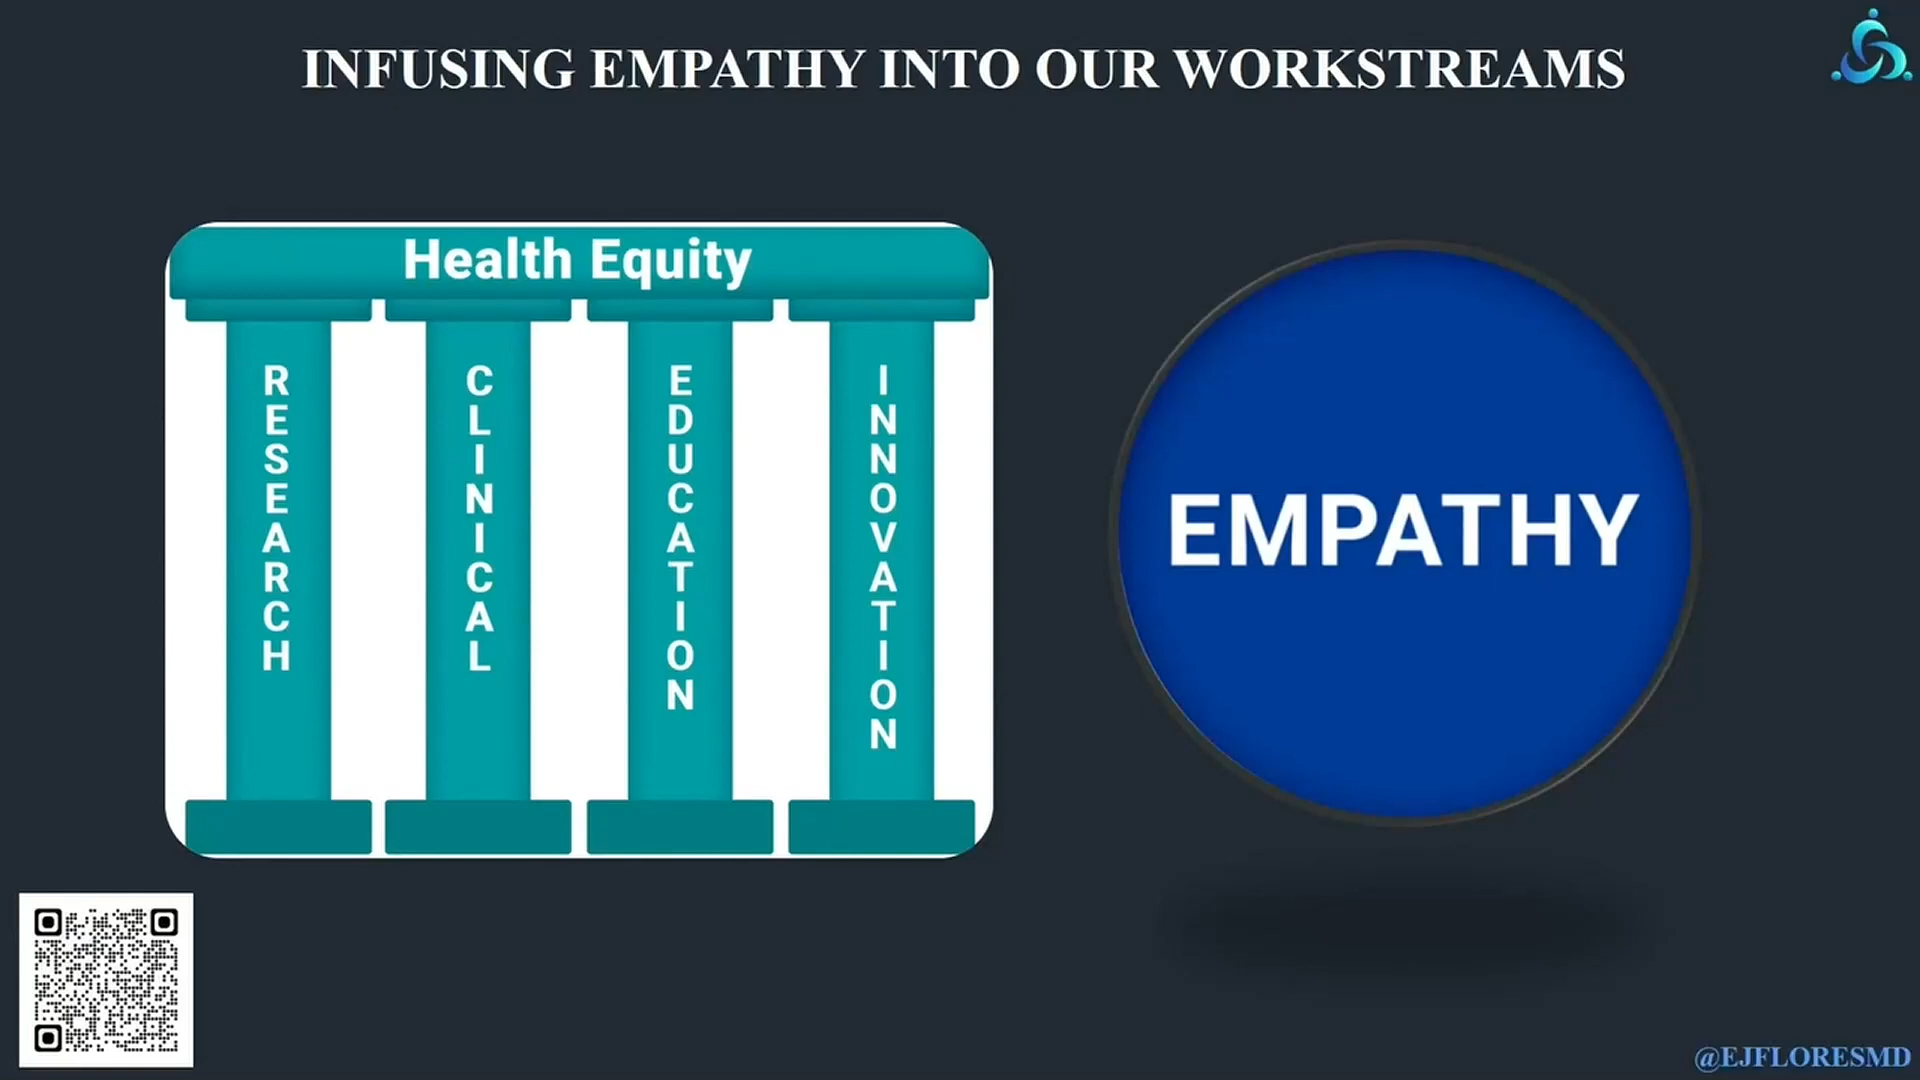 INFUSING EMPATHY INTO OUR WORKSTREAMS
Health Equity
RESEARCH
CLINICAL
EDUCATION
INNOVATION
EMPATHY
@EJFLORESMD